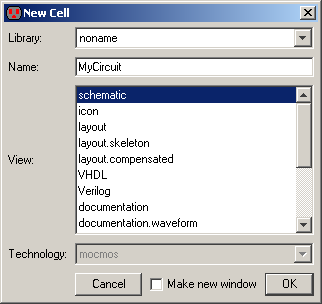 New Cell
Library: noname
Name: MyCircuit
View:
schematic
icon
layout
layout.skeleton
layout.compensated
VHDL
Verilog
documentation
documentation.waveform
Technology: mocmos
Cancel Make new window OK